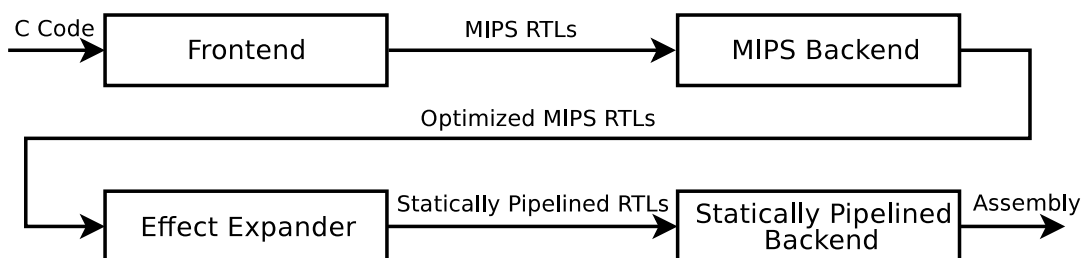 C Code
Frontend
MIPS RTLs
MIPS Backend
Optimized MIPS RTLs
Effect Expander
Statically Pipelined RTLs
Statically Pipelined
Backend
Assembly